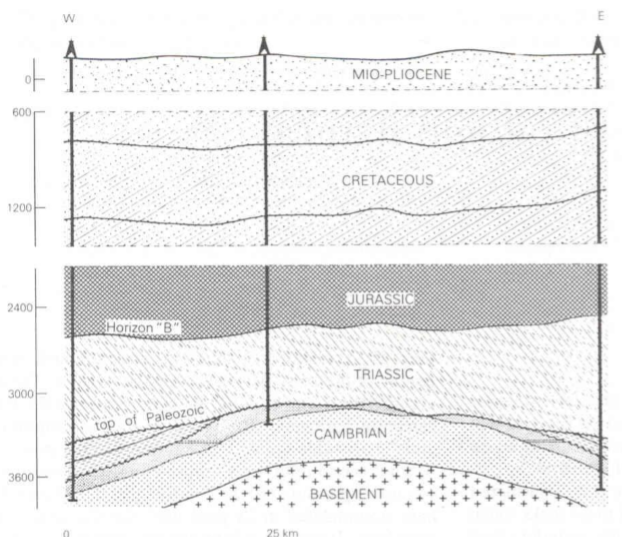 W E
0
MIO-PLIOCENE
600
CRETACEOUS
1200
JURASSIC
2400
Horizon "B"
TRIASSIC
3000
top of Paleozoic
CAMBRIAN
3600
BASEMENT
0 25 km